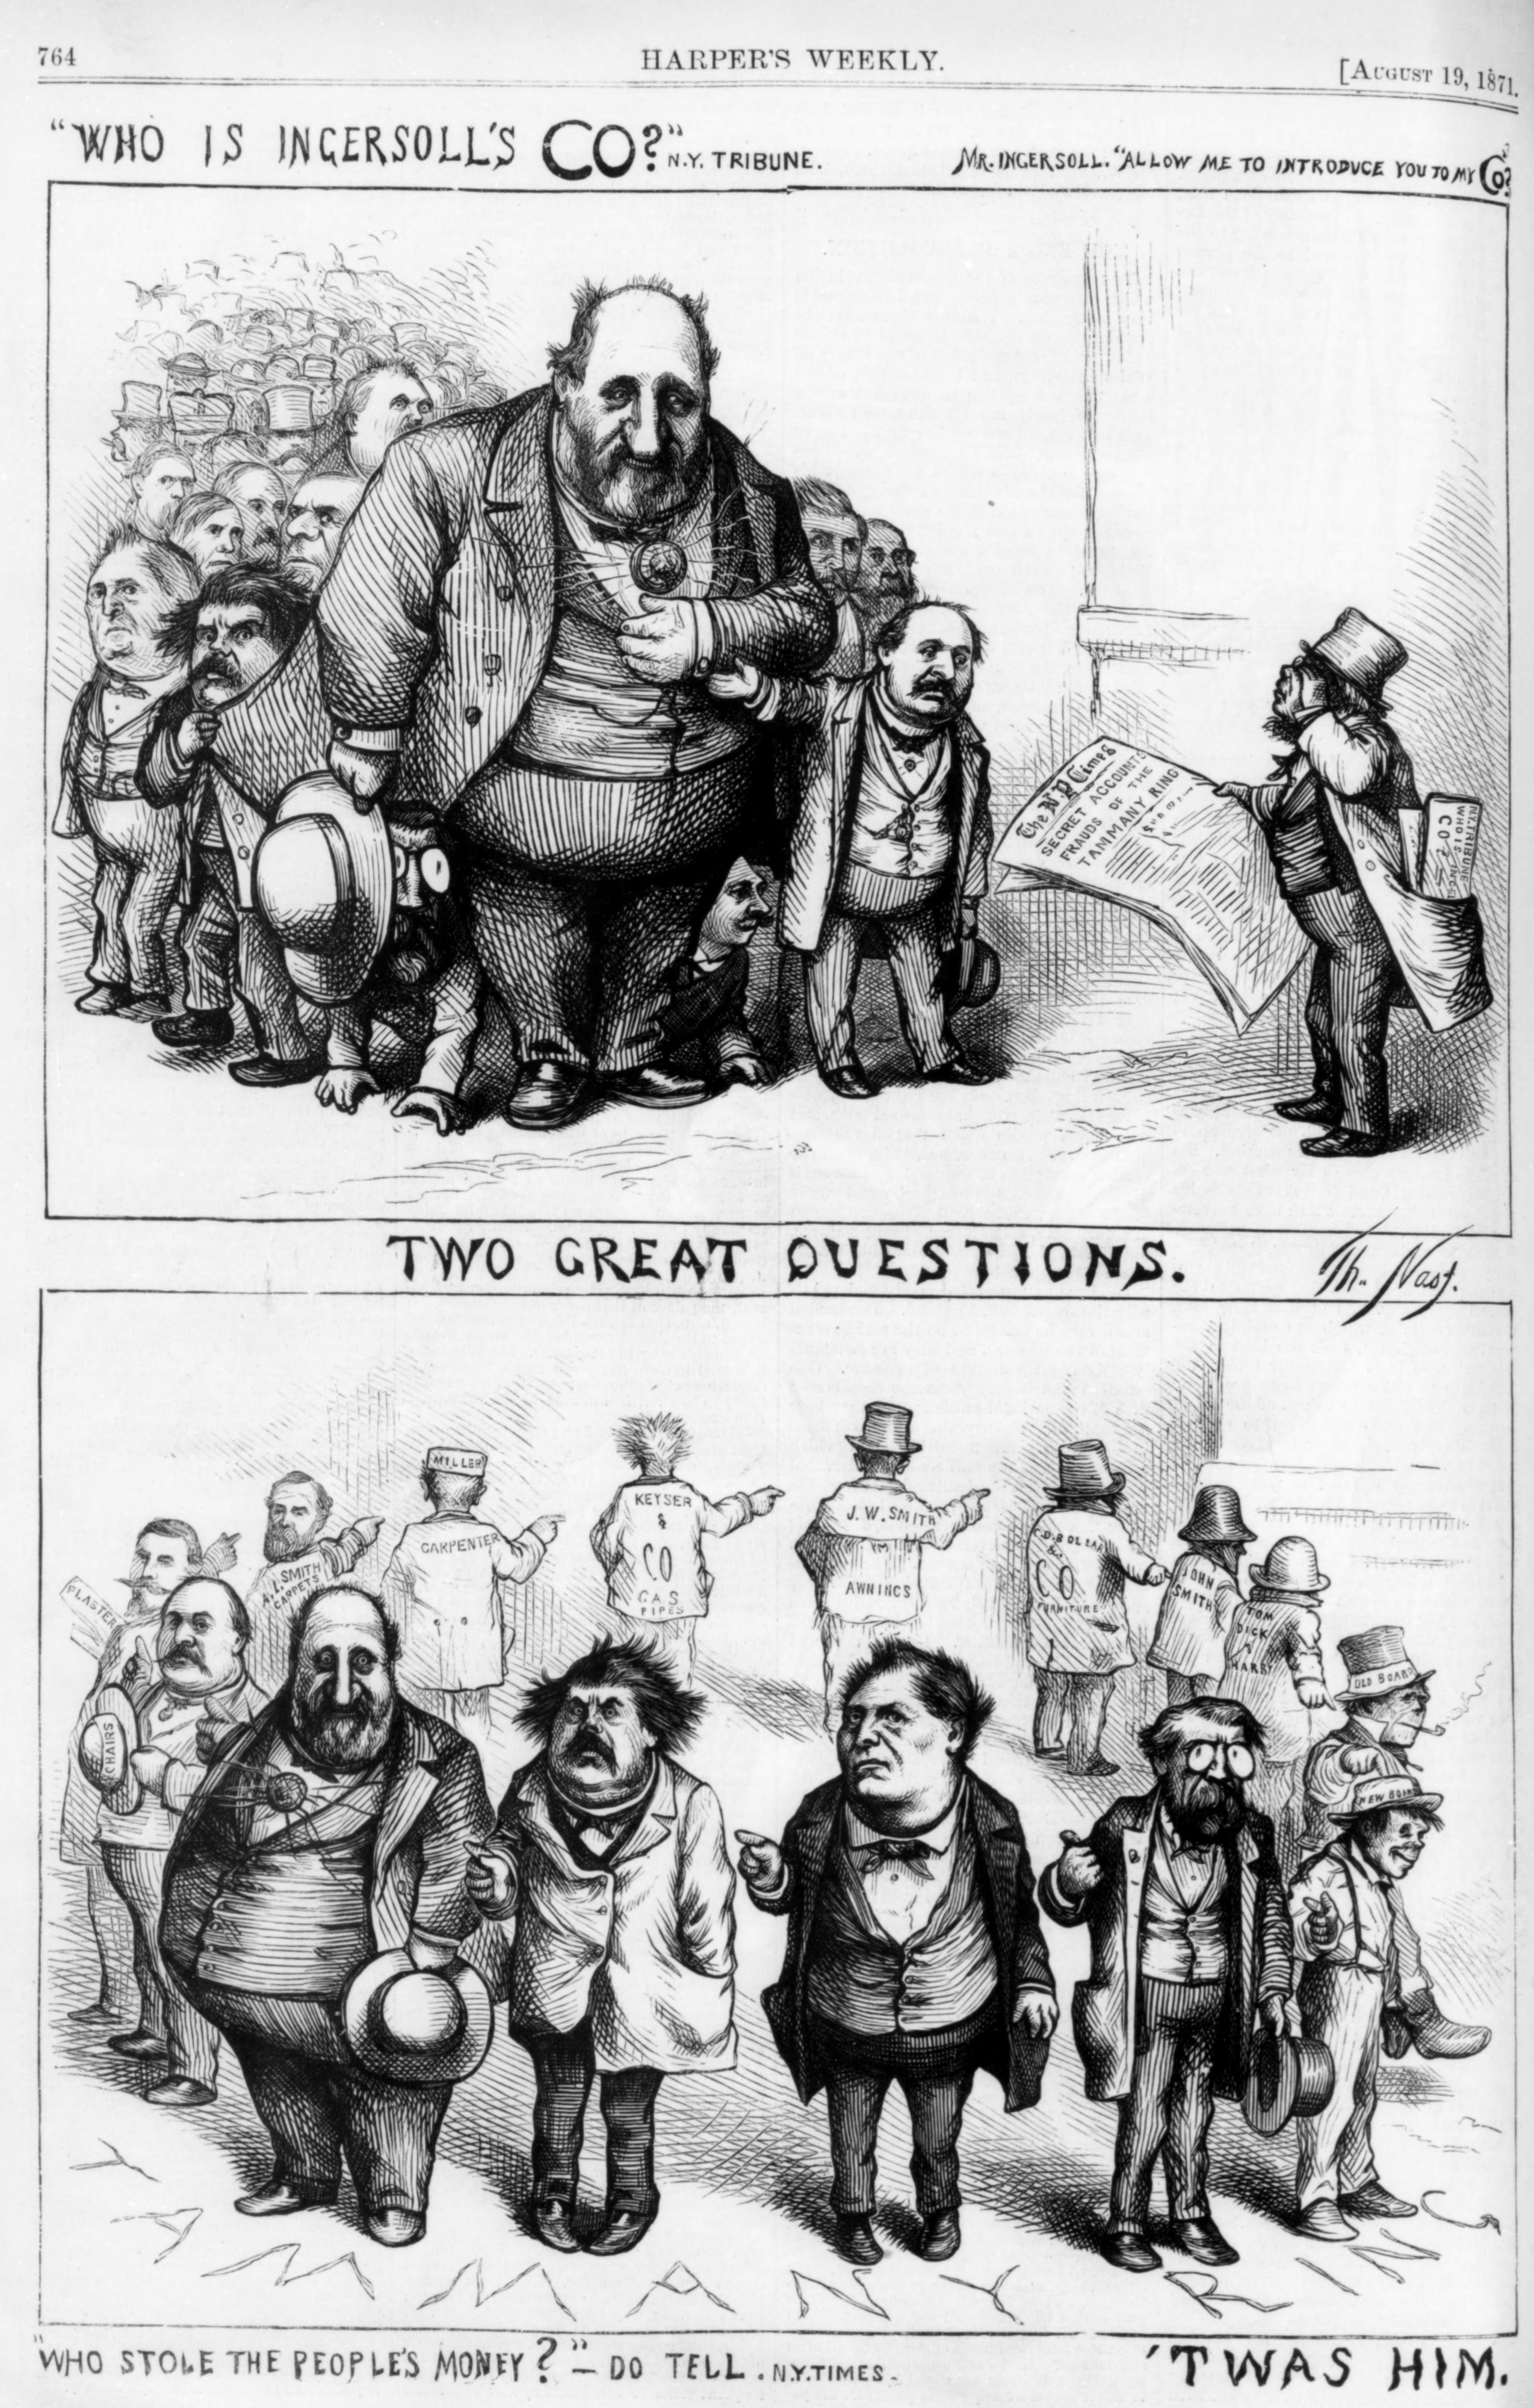 764
HARPER'S WEEKLY.
[AUGUST 19, 1871.
"WHO IS INGERSOLL'S CO?" N.Y. TRIBUNE.
MR. INGERSOLL. "ALLOW ME TO INTRODUCE YOU TO MY CO."
The N.Y. Times
SECRET ACCOUNTS
FRAUDS OF THE
TAMMANY RING
N.Y. TRIBUNE
WHO IS ING
CO?
TWO GREAT QUESTIONS.
Th. Nast.
PLASTER
CHAIRS
A. L. SMITH
CARPETS
MILLER
CARPENTER
KEYSER
&
CO
GAS
PIPES
J. W. SMITH
AWNINGS
&
CO
FURNITURE
JOHN
SMITH
TOM
DICK
&
HARRY
OLD BOARD
NEW BOARD
TAMMANY RING
"WHO STOLE THE PEOPLE'S MONEY?" – DO TELL. N.Y. TIMES.
'TWAS HIM.